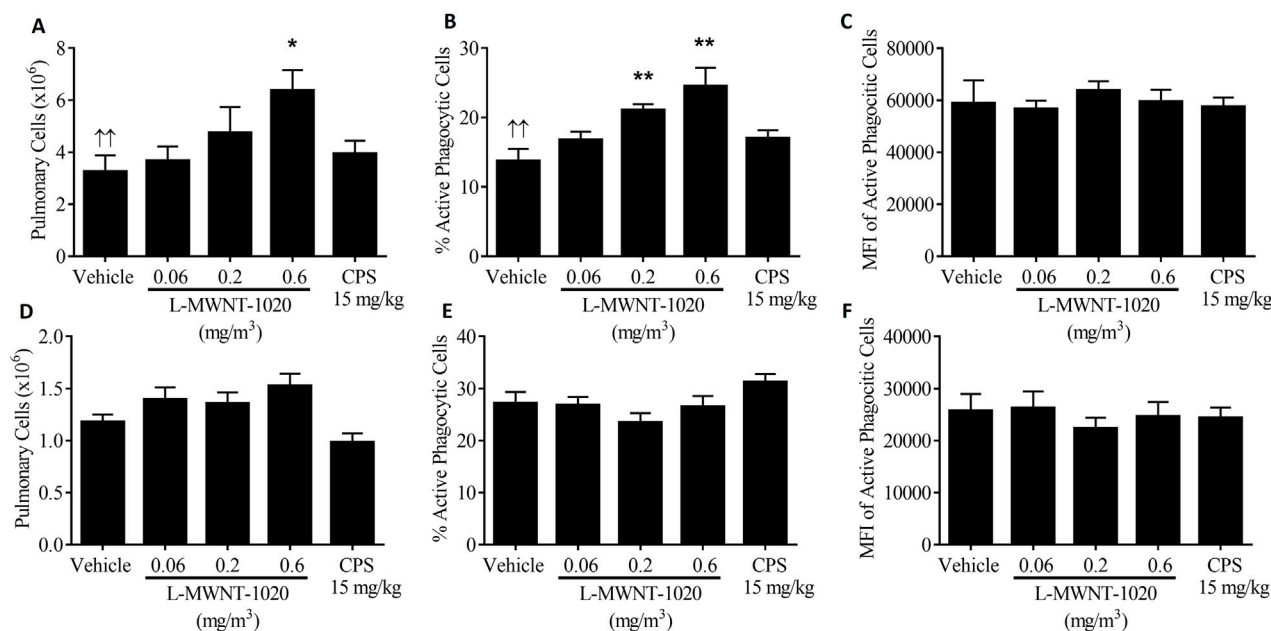 A
Pulmonary Cells (x10⁶)
8
6
4
2
0
↑↑
*
Vehicle
0.06
0.2
0.6
CPS
15 mg/kg
L-MWNT-1020
(mg/m³)
B
% Active Phagocytic Cells
30
20
10
0
↑↑
**
**
Vehicle
0.06
0.2
0.6
CPS
15 mg/kg
L-MWNT-1020
(mg/m³)
C
MFI of Active Phagocitic Cells
80000
60000
40000
20000
0
Vehicle
0.06
0.2
0.6
CPS
15 mg/kg
L-MWNT-1020
(mg/m³)
D
Pulmonary Cells (x10⁶)
2.0
1.5
1.0
0.5
0.0
Vehicle
0.06
0.2
0.6
CPS
15 mg/kg
L-MWNT-1020
(mg/m³)
E
% Active Phagocytic Cells
40
30
20
10
0
Vehicle
0.06
0.2
0.6
CPS
15 mg/kg
L-MWNT-1020
(mg/m³)
F
MFI of Active Phagocitic Cells
40000
30000
20000
10000
0
Vehicle
0.06
0.2
0.6
CPS
15 mg/kg
L-MWNT-1020
(mg/m³)